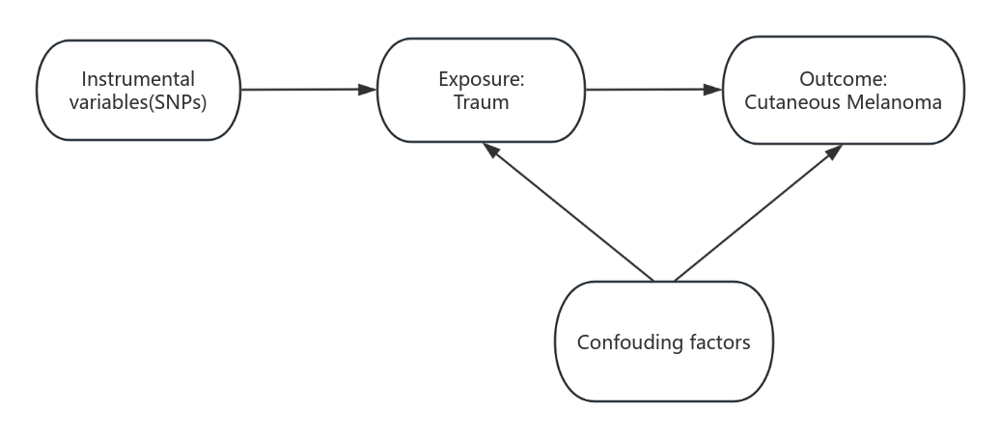 Instrumental
variables(SNPs)
Exposure:
Traum
Outcome:
Cutaneous Melanoma
Confouding factors